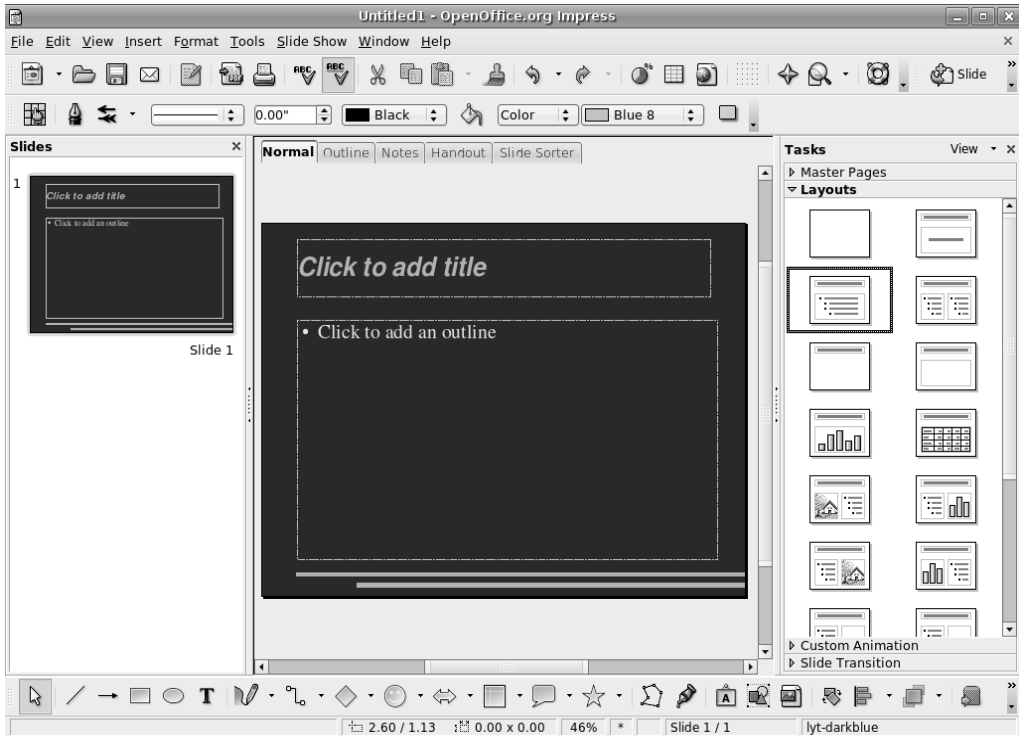 Untitled1 - OpenOffice.org Impress
File Edit View Insert Format Tools Slide Show Window Help
ABC ABC Slide
0.00" Black Color Blue 8
Slides
1
Click to add title
• Click to add an outline
Slide 1
Normal Outline Notes Handout Slide Sorter
Click to add title
• Click to add an outline
Tasks View
Master Pages
Layouts
Custom Animation
Slide Transition
T A
2.60 / 1.13 0.00 x 0.00 46% * Slide 1 / 1 lyt-darkblue